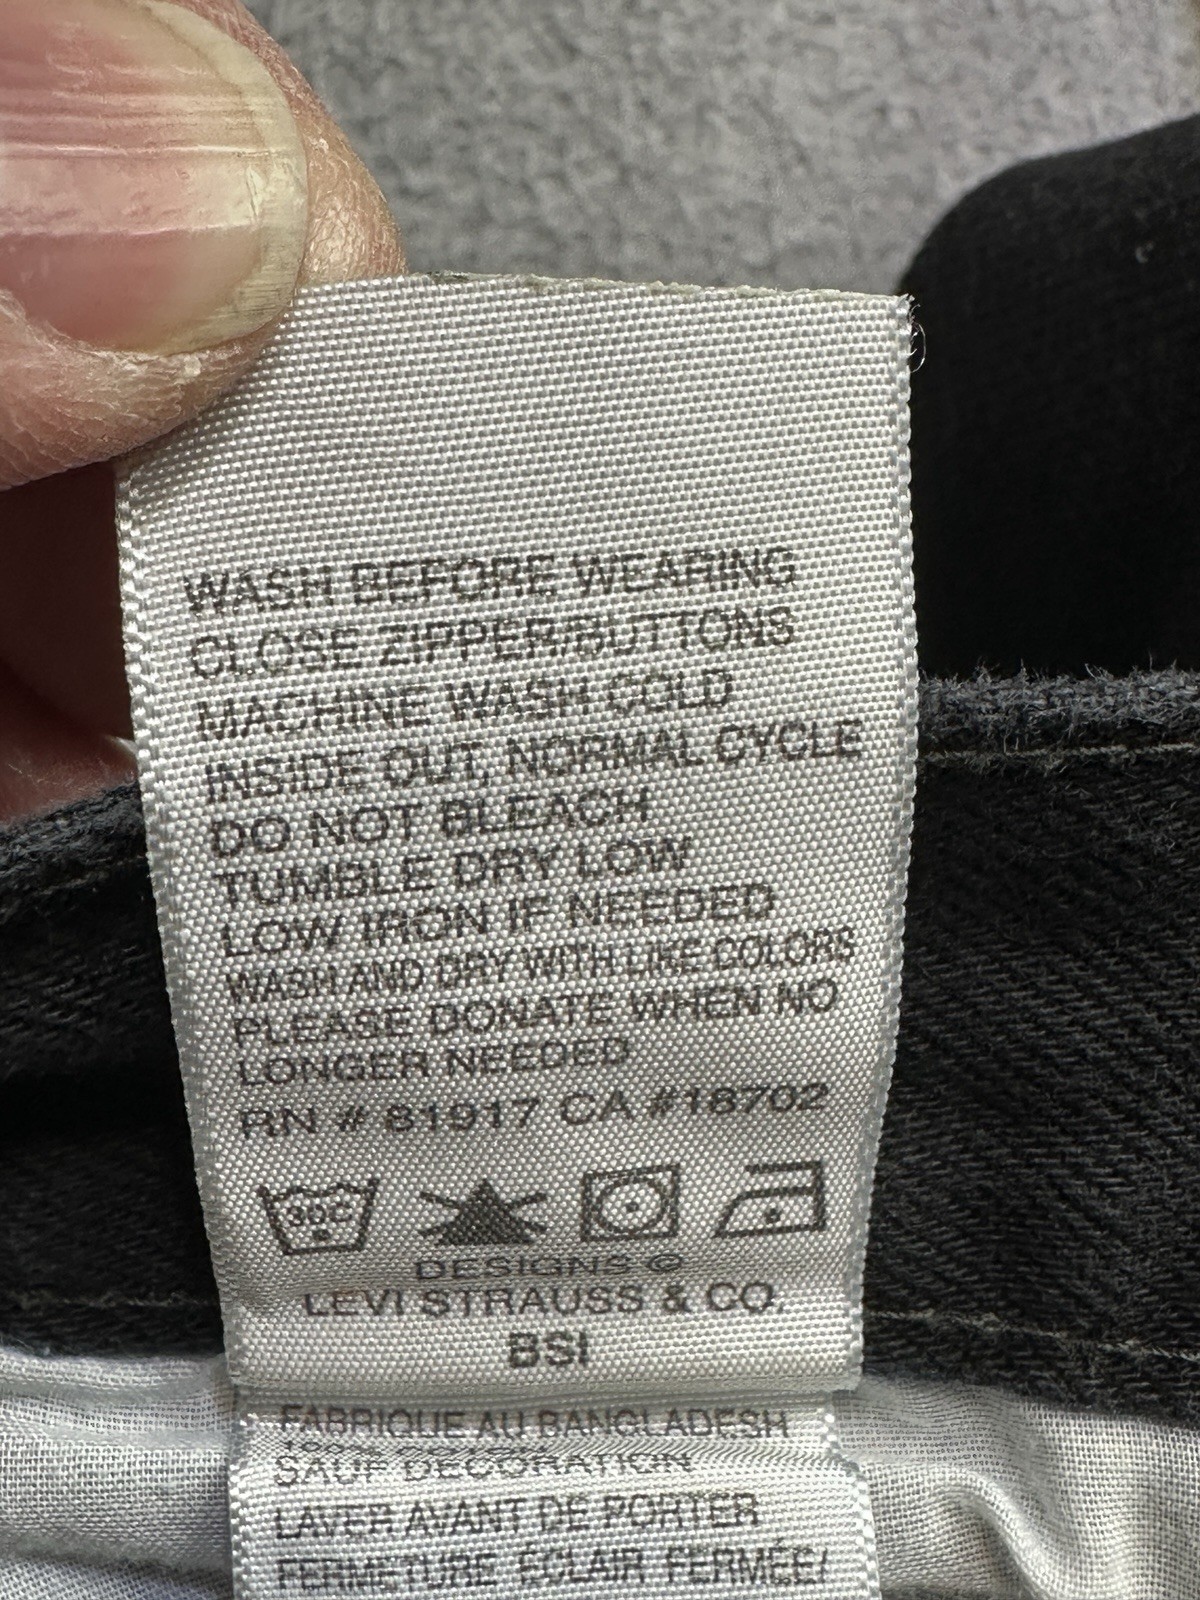 WASH BEFORE WEARING
CLOSE ZIPPER/BUTTONS
MACHINE WASH COLD
INSIDE OUT, NORMAL CYCLE
DO NOT BLEACH
TUMBLE DRY LOW
LOW IRON IF NEEDED
WASH AND DRY WITH LIKE COLORS
PLEASE DONATE WHEN NO
LONGER NEEDED
RN # 81917 CA #18702
30C
DESIGNS ©
LEVI STRAUSS & CO.
BSI
FABRIQUE AU BANGLADESH
100%
SAUF DECORATION
LAVER AVANT DE PORTER
FERMETURE ÉCLAIR FERMÉE/